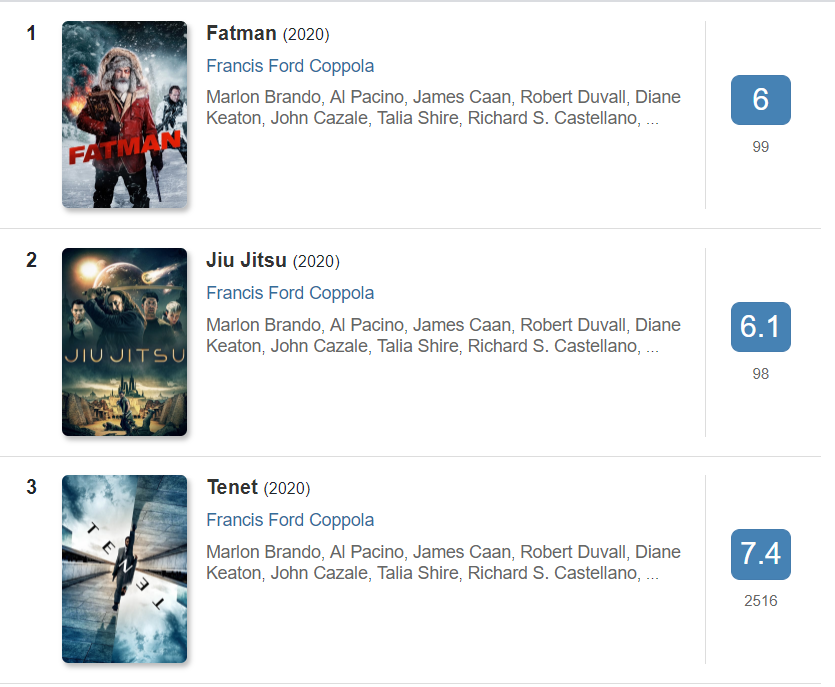 1
Fatman (2020)
Francis Ford Coppola
Marlon Brando, Al Pacino, James Caan, Robert Duvall, Diane
Keaton, John Cazale, Talia Shire, Richard S. Castellano, ...
FATMAN
6
99
2
Jiu Jitsu (2020)
Francis Ford Coppola
Marlon Brando, Al Pacino, James Caan, Robert Duvall, Diane
Keaton, John Cazale, Talia Shire, Richard S. Castellano, ...
JIU JITSU
6.1
98
3
Tenet (2020)
Francis Ford Coppola
Marlon Brando, Al Pacino, James Caan, Robert Duvall, Diane
Keaton, John Cazale, Talia Shire, Richard S. Castellano, ...
TENET
7.4
2516